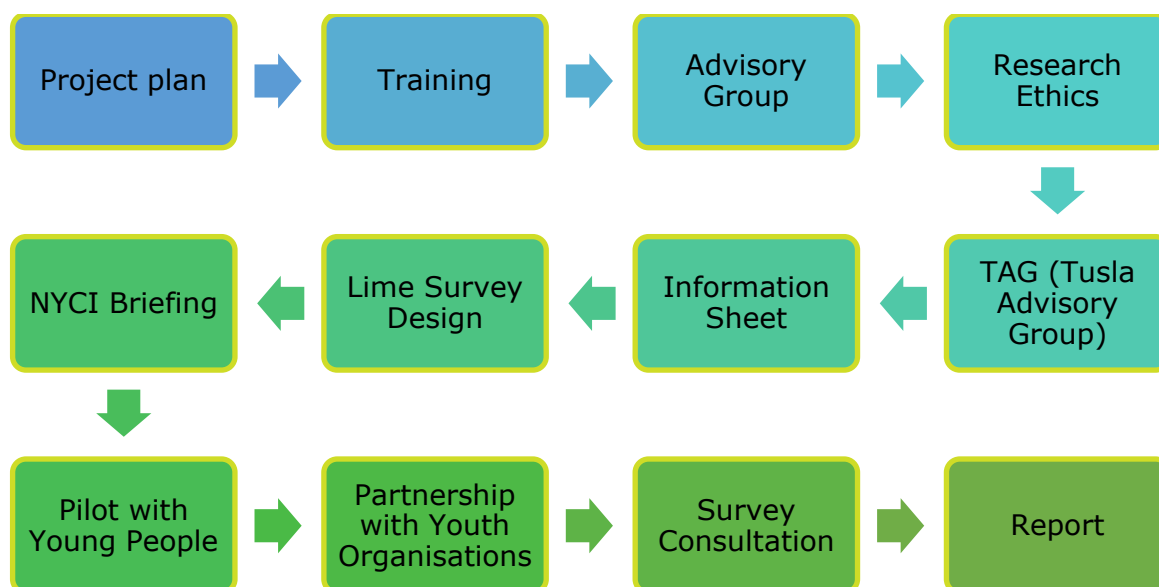 Project plan
Training
Advisory
Group
Research
Ethics
TAG (Tusla
Advisory
Group)
Information
Sheet
Lime Survey
Design
NYCI Briefing
Pilot with
Young People
Partnership
with Youth
Organisations
Survey
Consultation
Report